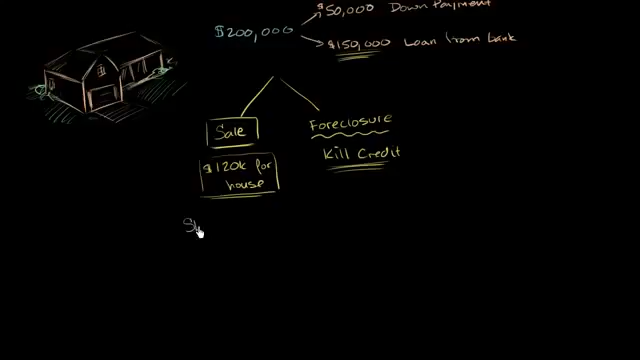 $50,000 Down Payment
$200,000
$150,000 Loan from bank
Sale
Foreclosure
Kill Credit
$120k for
house